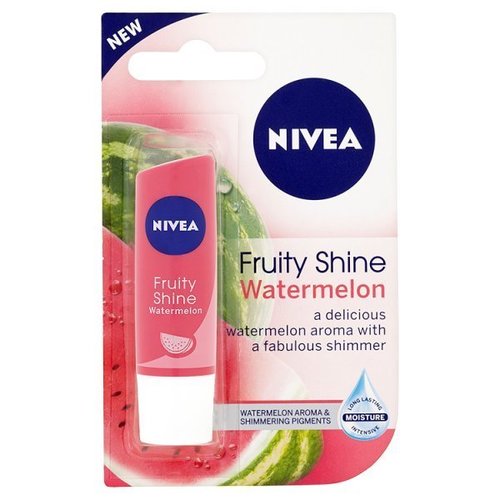 NEW
NIVEA
NIVEA
Fruity
Shine
Watermelon
Fruity Shine
Watermelon
a delicious
watermelon aroma with
a fabulous shimmer
WATERMELON AROMA &
SHIMMERING PIGMENTS
LONG LASTING
MOISTURE
INTENSIVE